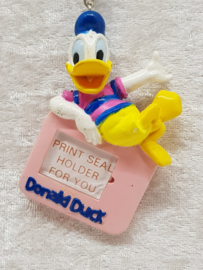 PRINT SEAL
HOLDER
FOR YOU
Donald Duck